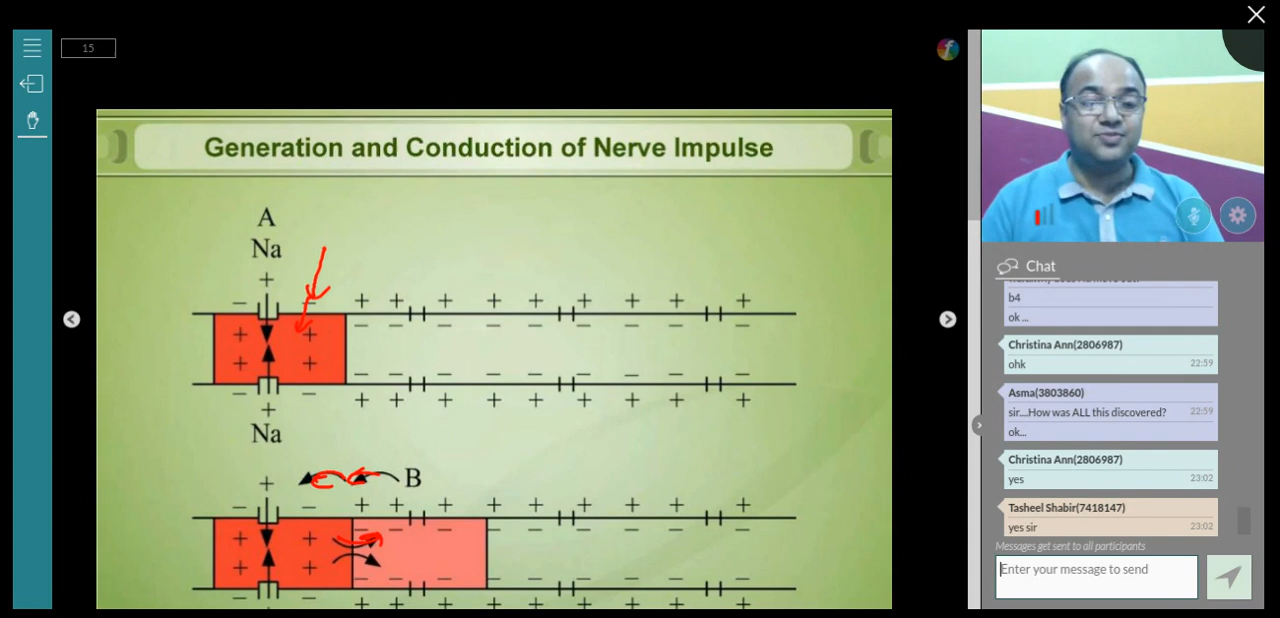 15
Generation and Conduction of Nerve Impulse
A
Na
+
− −
+ + + + + + + + +
− − − − − − − − −
+ +
+ +
− − − − − − − − −
− −
+ + + + + + + + +
+
Na
B
+
− −
+ + + + + + + + +
− − − − − − − − −
+ +
+ +
− − − − − − − − −
− −
+ + + + + + + + +
Chat
b4
ok ...
Christina Ann(2806987)
ohk 22:59
Asma(3803860)
sir....How was ALL this discovered? 22:59
ok...
Christina Ann(2806987)
yes 23:02
Tasheel Shabir(7418147)
yes sir 23:02
Messages get sent to all participants
Enter your message to send